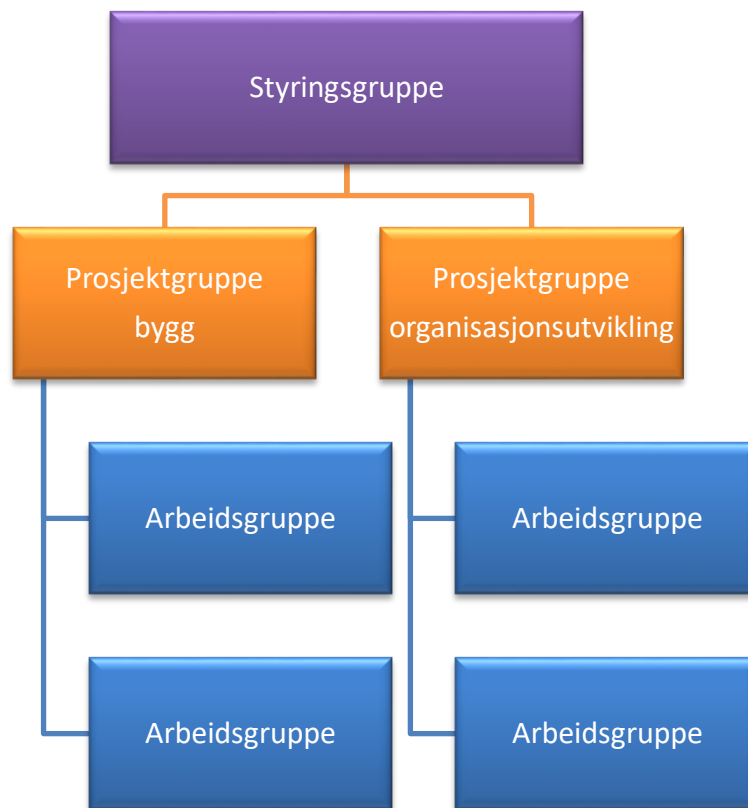 Styringsgruppe
Prosjektgruppe
bygg
Prosjektgruppe
organisasjonsutvikling
Arbeidsgruppe
Arbeidsgruppe
Arbeidsgruppe
Arbeidsgruppe